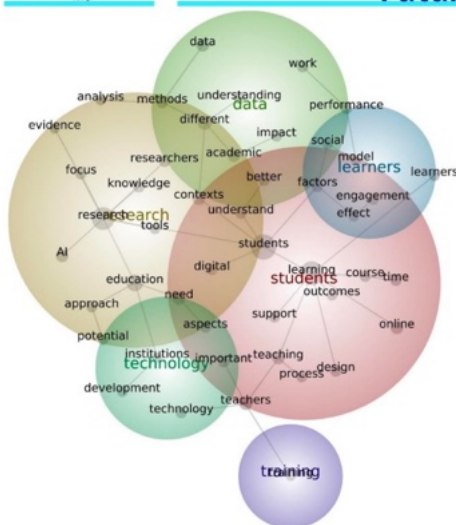 data
work
analysis
methods
understanding
data
performance
evidence
different
impact
social
researchers
academic
model
learners
learners
focus
better
factors
knowledge
contexts
engagement
research
research
understand
effect
tools
students
AI
digital
learning
course
time
education
students
need
outcomes
approach
support
online
potential
aspects
institutions
important
teaching
technology
process
design
development
teachers
technology
training
training